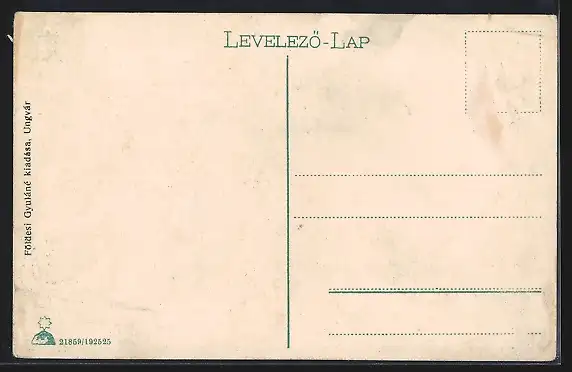 LEVELEZŐ-LAP
Földesi Gyuláné kiadása, Ungvár
21859/192525